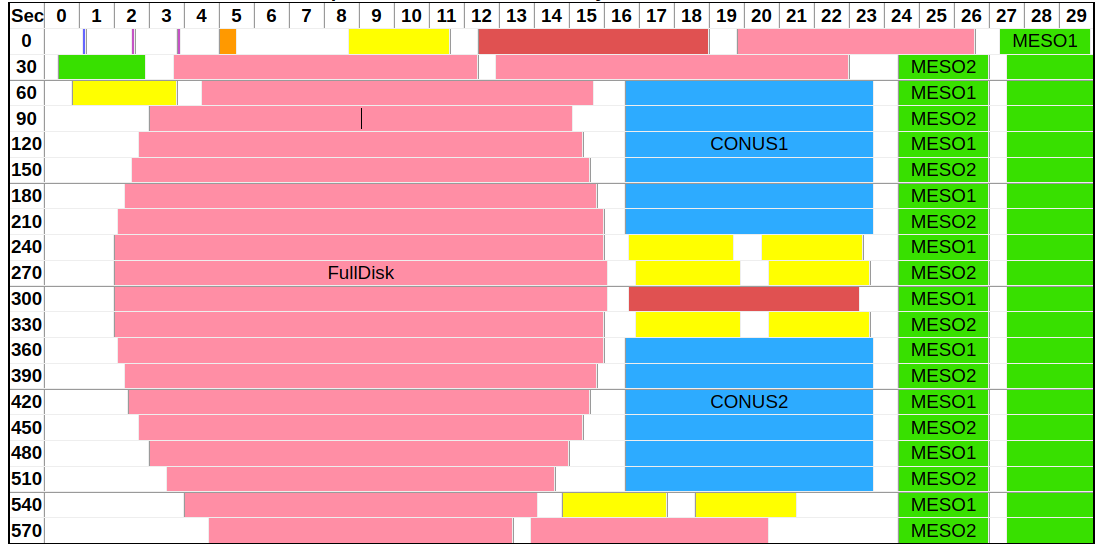 Sec 0 1 2 3 4 5 6 7 8 9 10 11 12 13 14 15 16 17 18 19 20 21 22 23 24 25 26 27 28 29
0 MESO1
30 MESO2
60 MESO1
90 MESO2
120 CONUS1 MESO1
150 MESO2
180 MESO1
210 MESO2
240 MESO1
270 FullDisk MESO2
300 MESO1
330 MESO2
360 MESO1
390 MESO2
420 CONUS2 MESO1
450 MESO2
480 MESO1
510 MESO2
540 MESO1
570 MESO2